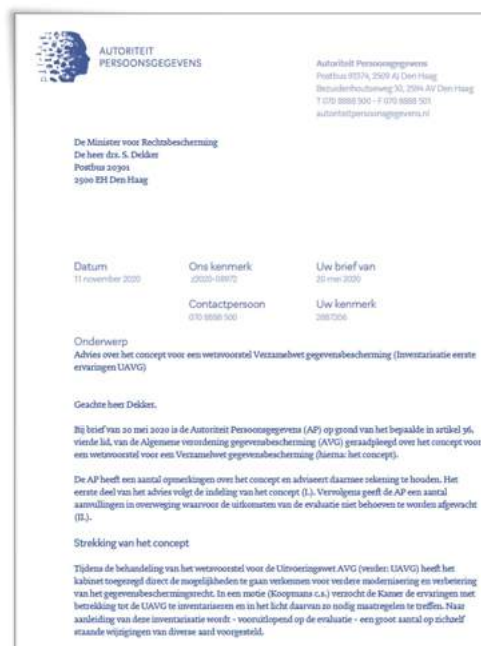 AUTORITEIT
PERSOONSGEGEVENS
Autoriteit Persoonsgegevens
Postbus 93374, 2509 AJ Den Haag
Bezuidenhoutseweg 30, 2594 AV Den Haag
T 070 8888 500 - F 070 8888 501
autoriteitpersoonsgegevens.nl
De Minister voor Rechtsbescherming
De heer drs. S. Dekker
Postbus 20301
2500 EH Den Haag
Datum
11 november 2020
Ons kenmerk
z2020-08972
Uw brief van
20 mei 2020
Contactpersoon
070 8888 500
Uw kenmerk
2887206
Onderwerp
Advies over het concept voor een wetsvoorstel Verzamelwet gegevensbescherming (Inventarisatie eerste
ervaringen UAVG)
Geachte heer Dekker,
Bij brief van 20 mei 2020 is de Autoriteit Persoonsgegevens (AP) op grond van het bepaalde in artikel 36,
vierde lid, van de Algemene verordening gegevensbescherming (AVG) geraadpleegd over het concept voor
een wetsvoorstel voor een Verzamelwet gegevensbescherming (hierna: het concept).
De AP heeft een aantal opmerkingen over het concept en adviseert daarmee rekening te houden. Het
eerste deel van het advies volgt de indeling van het concept (I.). Vervolgens geeft de AP een aantal
aanvullingen in overweging waarvoor de uitkomsten van de evaluatie niet behoeven te worden afgewacht
(II.).
Strekking van het concept
Tijdens de behandeling van het wetsvoorstel voor de Uitvoeringswet AVG (verder: UAVG) heeft het
kabinet toegezegd direct de mogelijkheden te gaan verkennen voor verdere modernisering en verbetering
van het gegevensbeschermingsrecht. In een motie (Koopmans c.s.) verzocht de Kamer de ervaringen met
betrekking tot de UAVG te inventariseren en in het licht daarvan zo nodig maatregelen te treffen. Naar
aanleiding van deze inventarisatie wordt - vooruitlopend op de evaluatie - een groot aantal op zichzelf
staande wijzigingen van diverse aard voorgesteld.